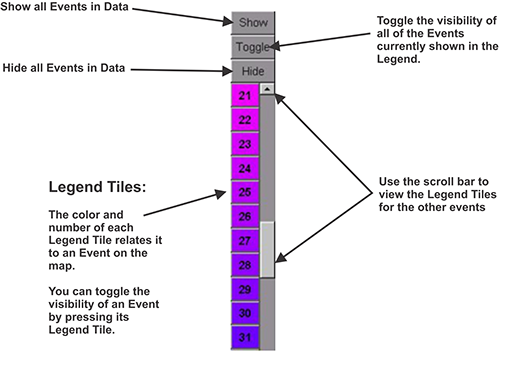 Show all Events in Data
Show
Toggle the visibility of
all of the Events
currently shown in the
Legend.
Toggle
Hide all Events in Data
Hide
21
22
23
24
25
26
27
28
29
30
31
Legend Tiles:
The color and
number of each
Legend Tile relates it
to an Event on the
map.
You can toggle the
visibility of an Event
by pressing its
Legend Tile.
Use the scroll bar to
view the Legend Tiles
for the other events